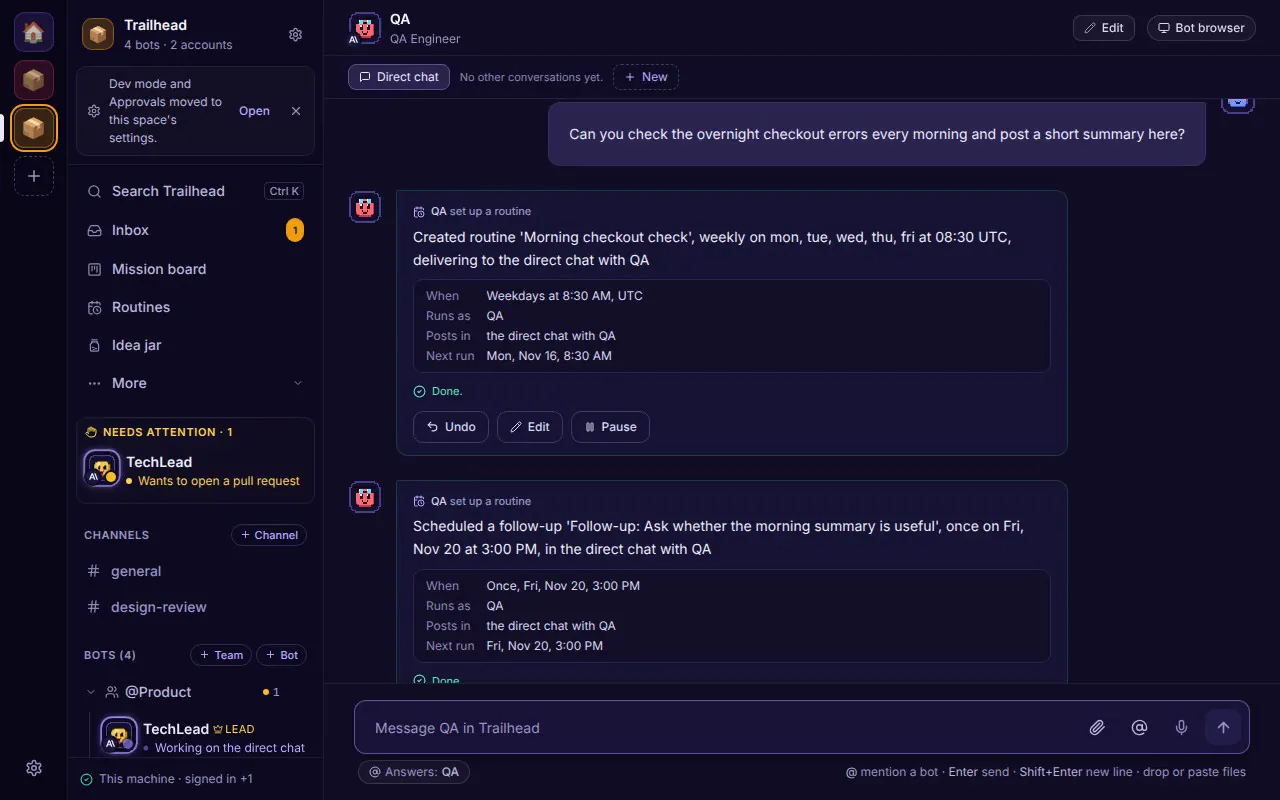 Trailhead
4 bots · 2 accounts
Dev mode and
Approvals moved to
this space's
settings.
Open
Search Trailhead
Ctrl K
Inbox
1
Mission board
Routines
Idea jar
More
NEEDS ATTENTION · 1
TechLead
Wants to open a pull request
CHANNELS
+ Channel
# general
# design-review
BOTS (4)
+ Team
+ Bot
@Product
1
TechLead
LEAD
Working on the direct chat
This machine · signed in +1
QA
QA Engineer
Edit
Bot browser
Direct chat
No other conversations yet.
+ New
Can you check the overnight checkout errors every morning and post a short summary here?
QA set up a routine
Created routine 'Morning checkout check', weekly on mon, tue, wed, thu, fri at 08:30 UTC,
delivering to the direct chat with QA
When Weekdays at 8:30 AM, UTC
Runs as QA
Posts in the direct chat with QA
Next run Mon, Nov 16, 8:30 AM
Done.
Undo
Edit
Pause
QA set up a routine
Scheduled a follow-up 'Follow-up: Ask whether the morning summary is useful', once on Fri,
Nov 20 at 3:00 PM, in the direct chat with QA
When Once, Fri, Nov 20, 3:00 PM
Runs as QA
Posts in the direct chat with QA
Next run Fri, Nov 20, 3:00 PM
Done.
Message QA in Trailhead
@ Answers: QA
@ mention a bot · Enter send · Shift+Enter new line · drop or paste files